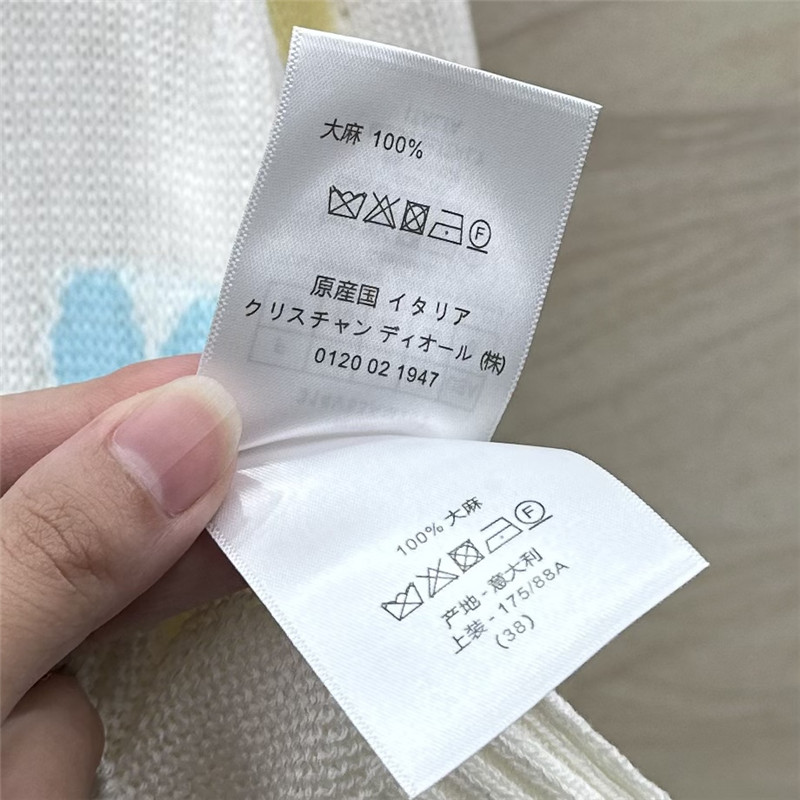 大麻 100%
F
原産国 イタリア
クリスチャン ディオール (株)
0120 02 1947
100% 大麻
F
产地 - 意大利
上装 - 175/88A
(38)